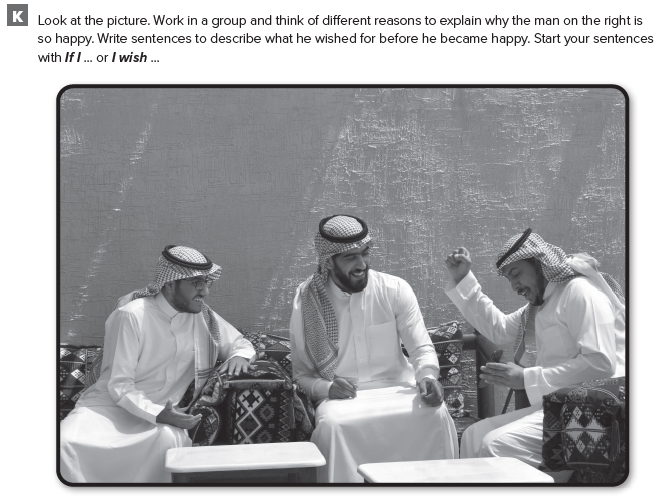 K
Look at the picture. Work in a group and think of different reasons to explain why the man on the right is
so happy. Write sentences to describe what he wished for before he became happy. Start your sentences
with If I ... or I wish ...